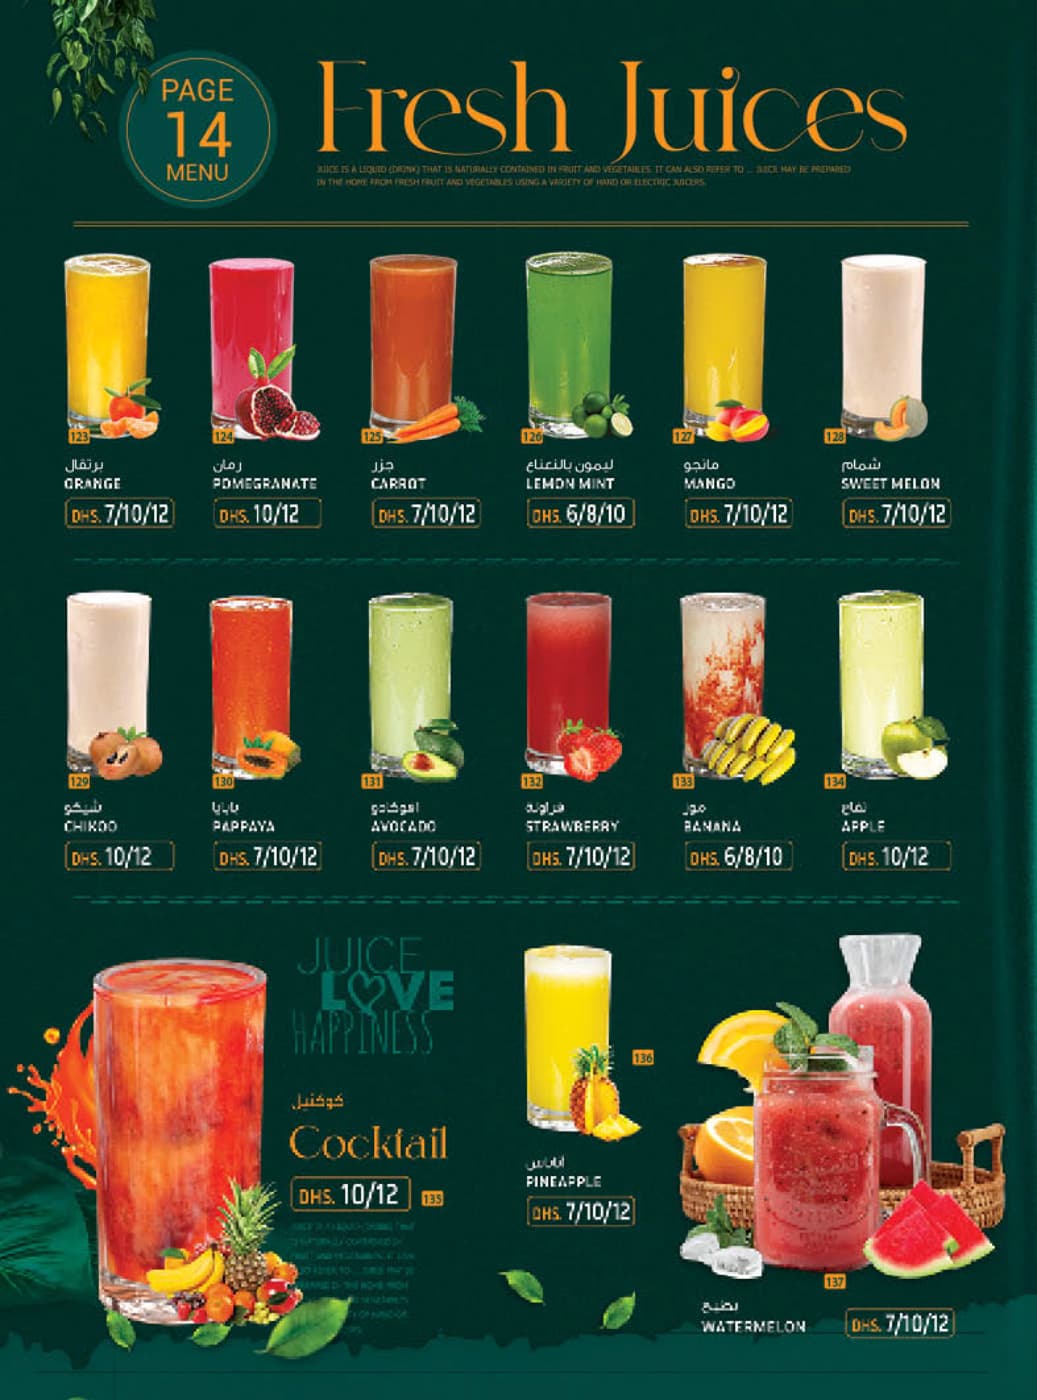 PAGE
14
MENU
Fresh Juices
JUICE IS A LIQUID (DRINK) THAT IS NATURALLY CONTAINED IN FRUIT AND VEGETABLES. IT CAN ALSO REFER TO ... JUICE MAY BE PREPARED
IN THE HOME FROM FRESH FRUIT AND VEGETABLES USING A VARIETY OF HAND OR ELECTRIC JUICERS.
123
برتقال
ORANGE
DHS. 7/10/12
124
رمان
POMEGRANATE
DHS. 10/12
125
جزر
CARROT
DHS. 7/10/12
126
ليمون بالنعناع
LEMON MINT
DHS. 6/8/10
127
مانجو
MANGO
DHS. 7/10/12
128
شمام
SWEET MELON
DHS. 7/10/12
129
شيكو
CHIKOO
DHS. 10/12
130
بابايا
PAPPAYA
DHS. 7/10/12
131
افوكادو
AVOCADO
DHS. 7/10/12
132
فراولة
STRAWBERRY
DHS. 7/10/12
133
موز
BANANA
DHS. 6/8/10
134
تفاح
APPLE
DHS. 10/12
JUICE
LOVE
HAPPINESS
كوكتيل
Cocktail
DHS. 10/12
135
136
اناناس
PINEAPPLE
DHS. 7/10/12
137
بطيخ
WATERMELON
DHS. 7/10/12